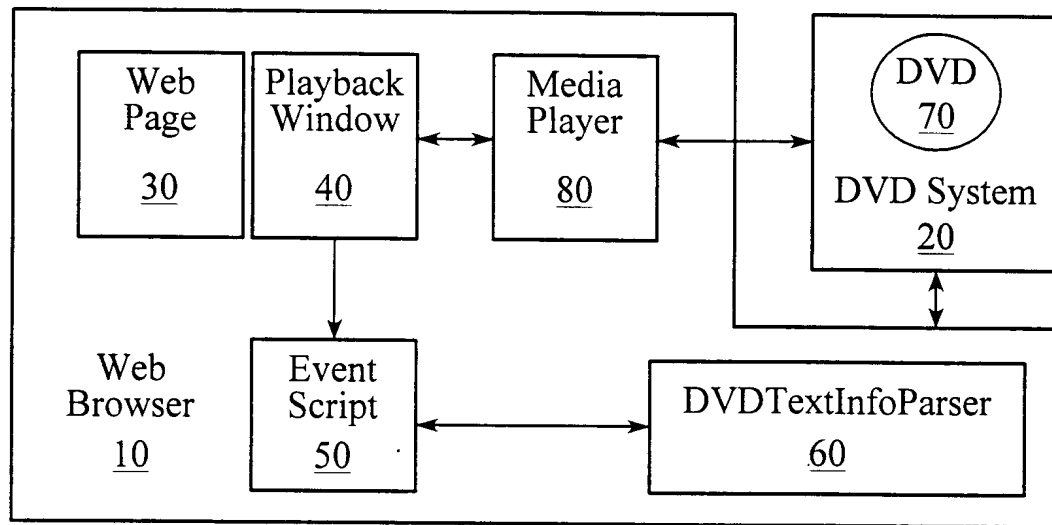 Web
Page
30
Playback
Window
40
Media
Player
80
DVD
70
DVD System
20
Web
Browser
10
Event
Script
50
DVDTextInfoParser
60